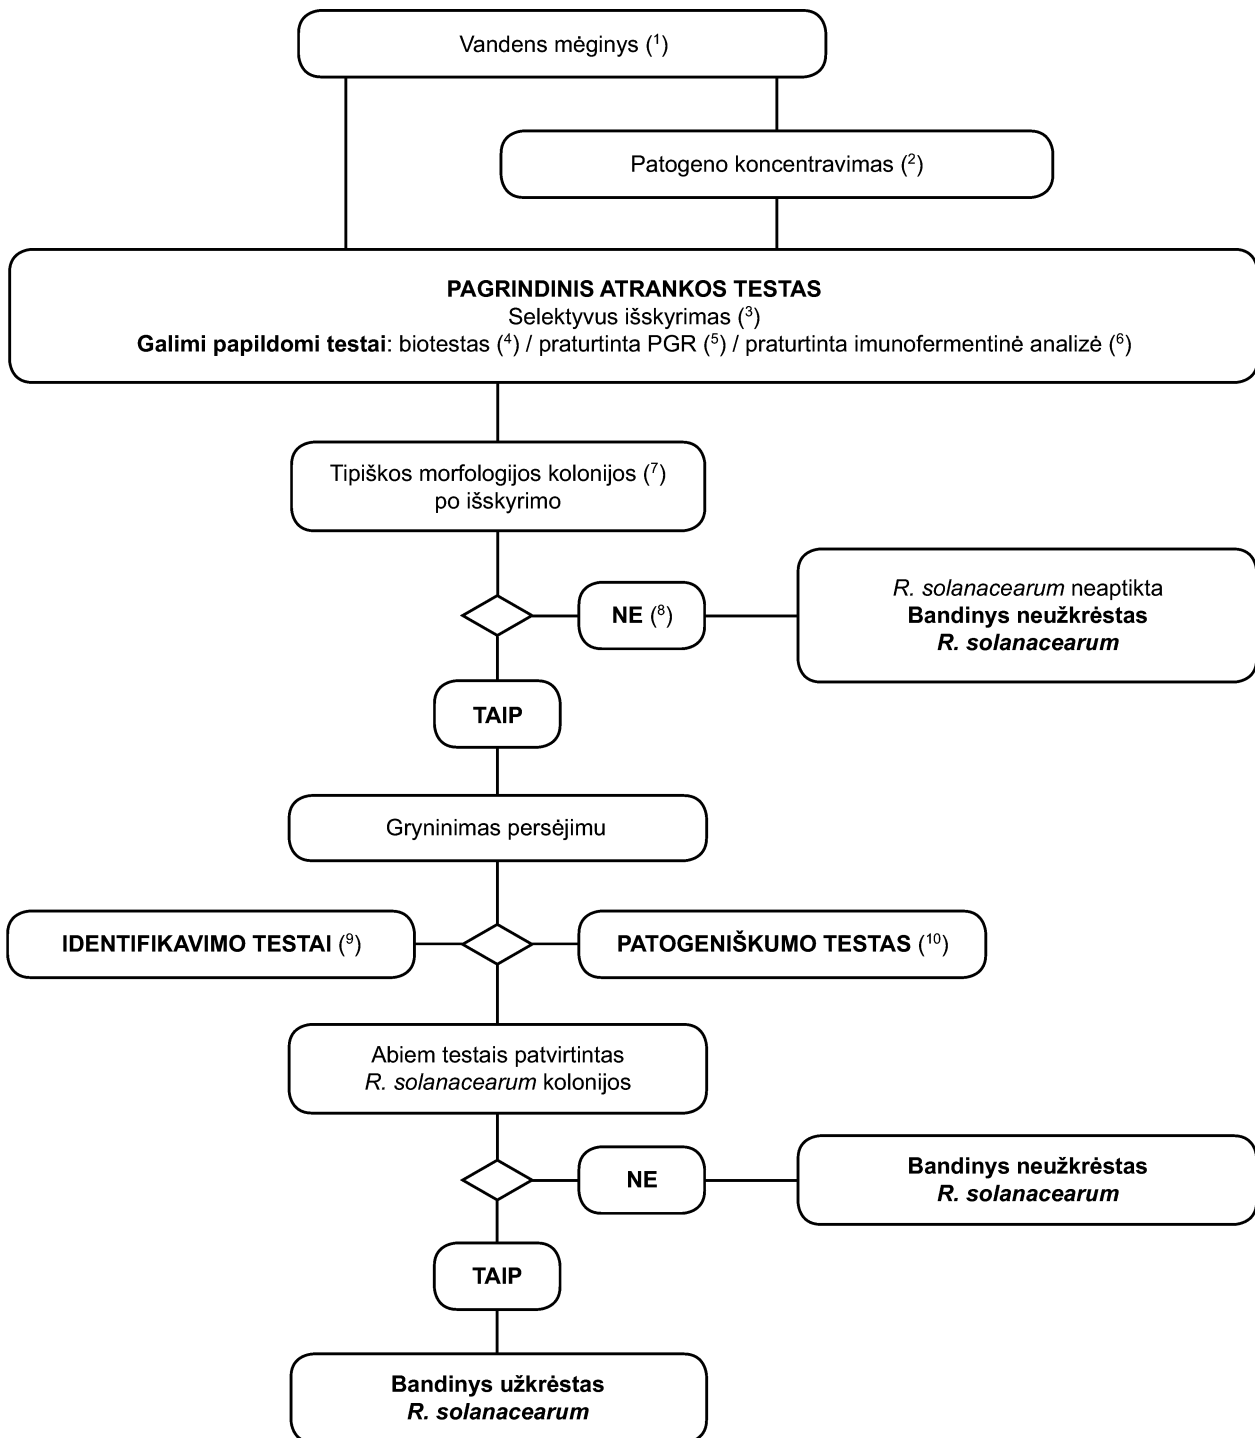 Vandens mėginys (¹)
Patogeno koncentravimas (²)
PAGRINDINIS ATRANKOS TESTAS
Selektyvus išskyrimas (³)
Galimi papildomi testai: biotestas (⁴) / praturtinta PGR (⁵) / praturtinta imunofermentinė analizė (⁶)
Tipiškos morfologijos kolonijos (⁷)
po išskyrimo
NE (⁸)
R. solanacearum neaptikta
Bandinys neužkrėstas
R. solanacearum
TAIP
Gryninimas persėjimu
IDENTIFIKAVIMO TESTAI (⁹)
PATOGENIŠKUMO TESTAS (¹⁰)
Abiem testais patvirtintas
R. solanacearum kolonijos
NE
Bandinys neužkrėstas
R. solanacearum
TAIP
Bandinys užkrėstas
R. solanacearum